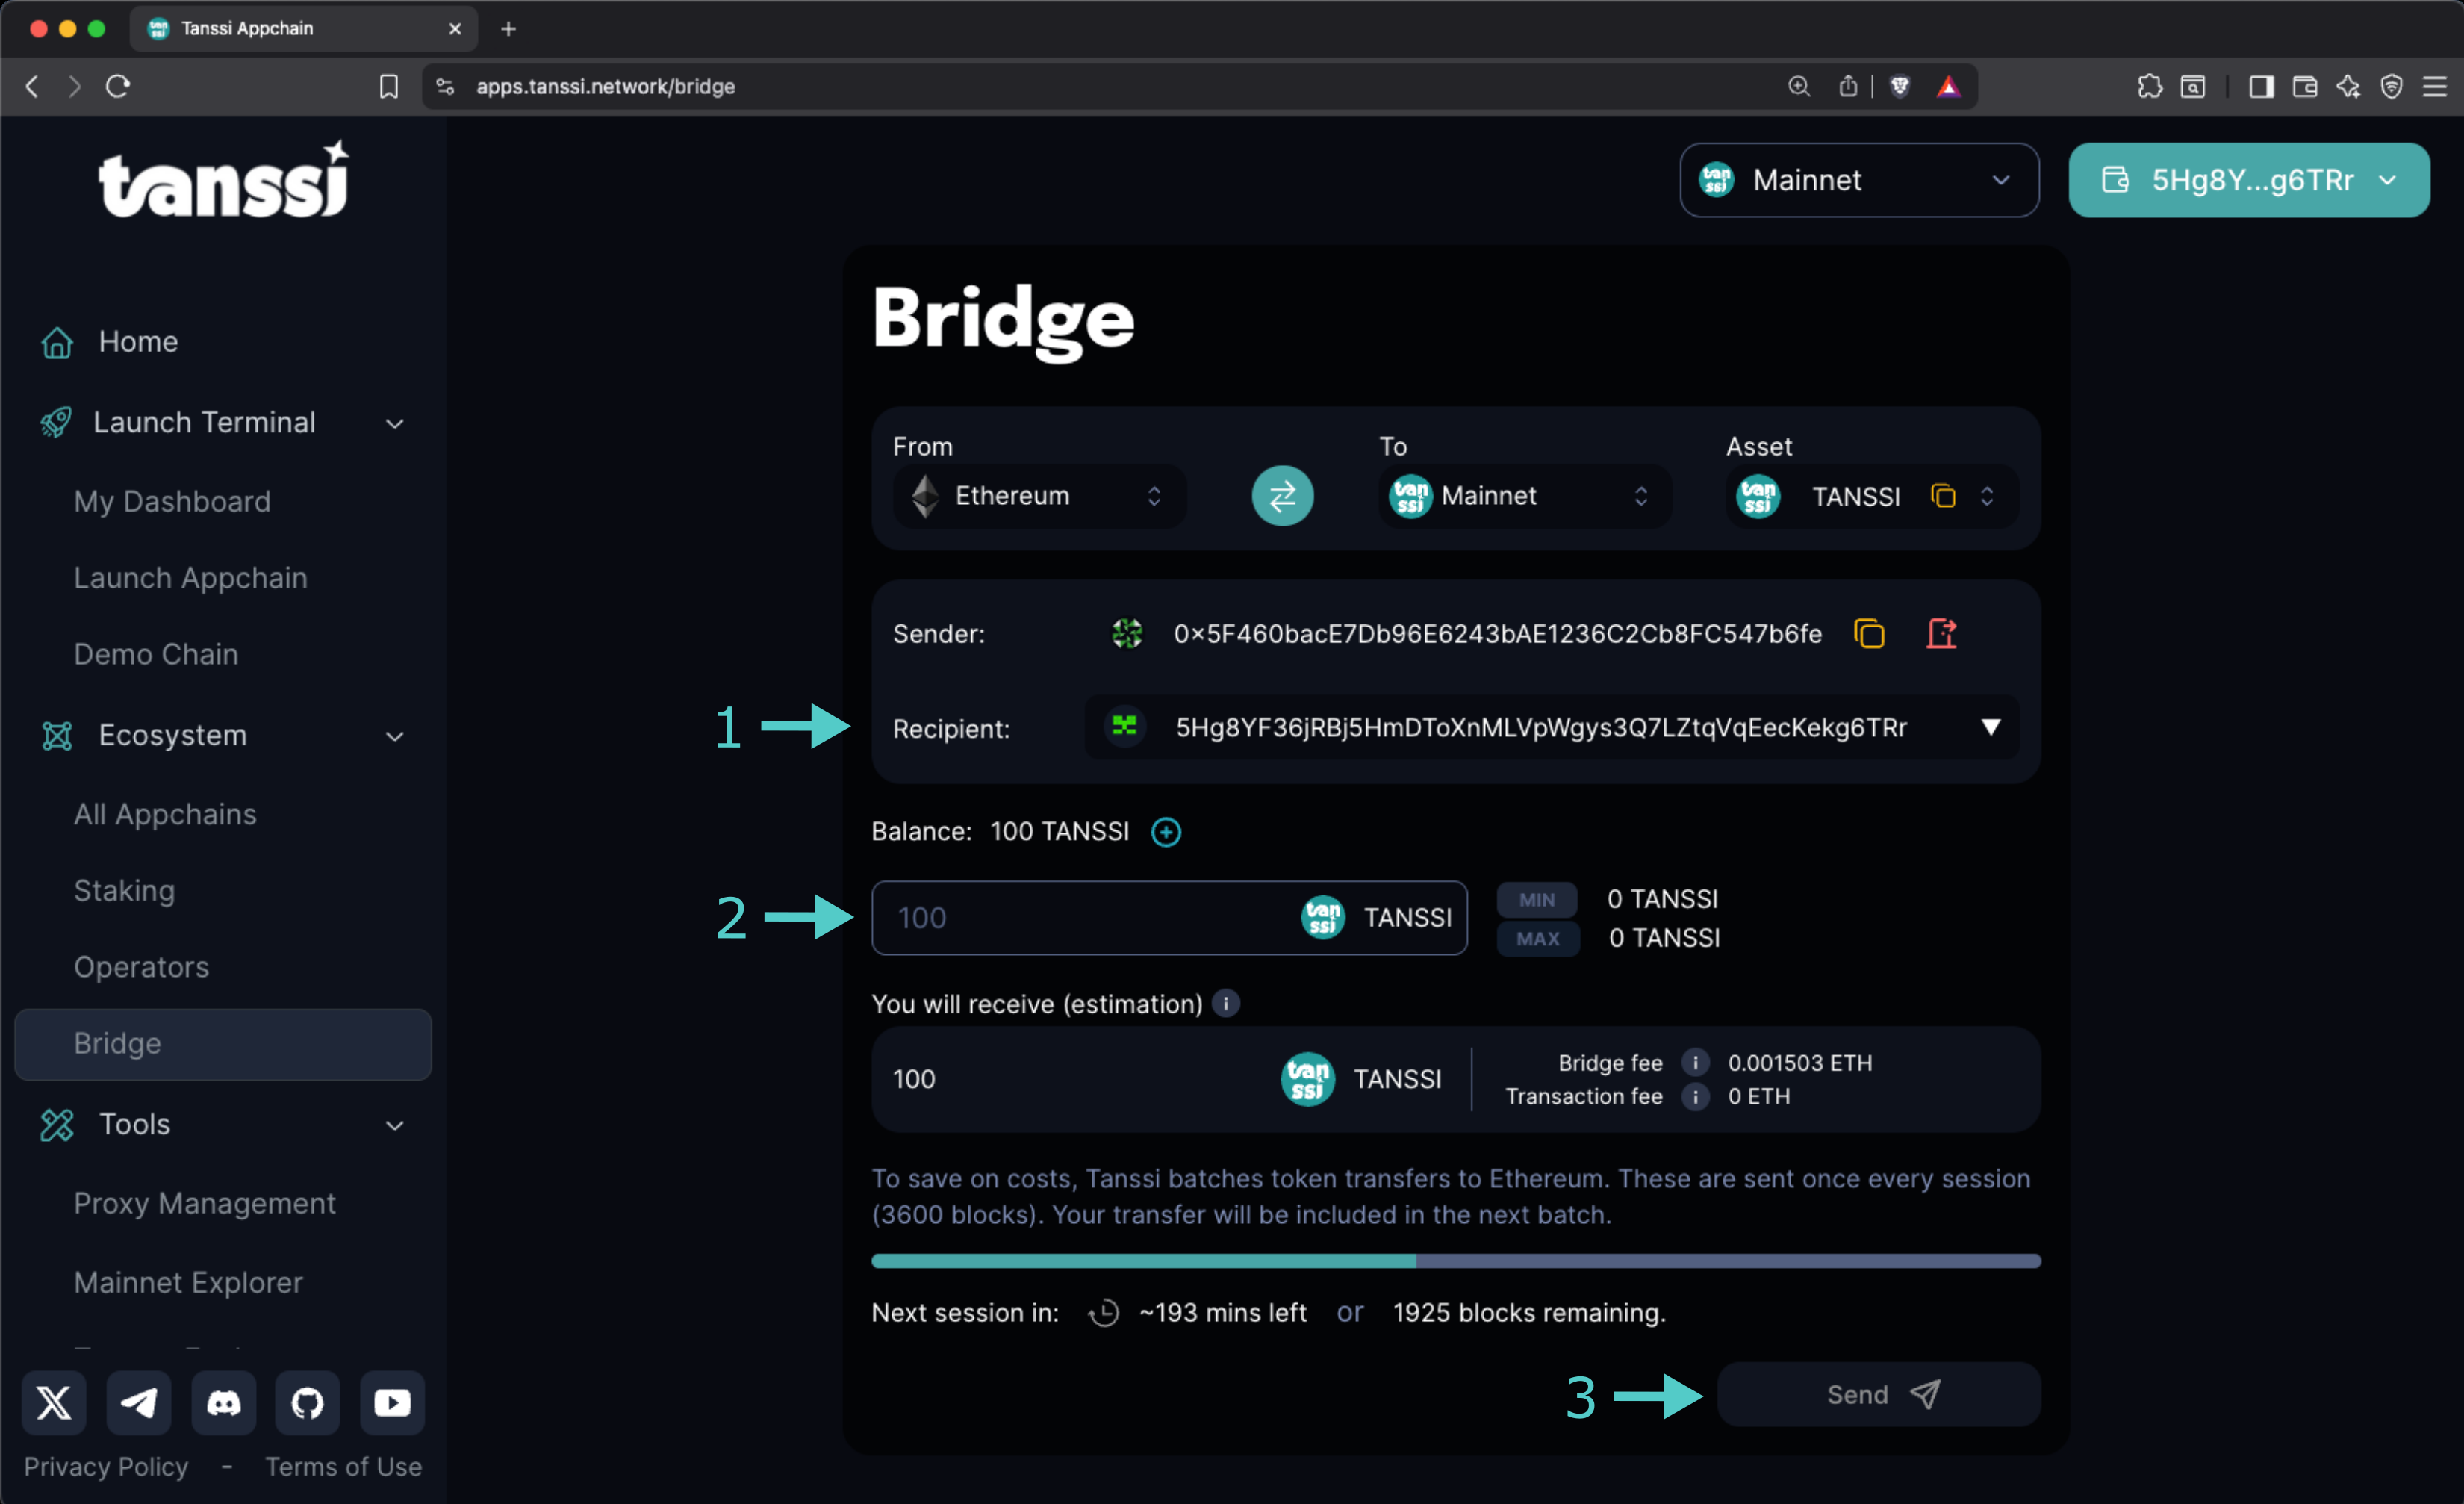 Tanssi Appchain
apps.tanssi.network/bridge
tanssi
Mainnet
5Hg8Y...g6TRr
Home
Launch Terminal
My Dashboard
Launch Appchain
Demo Chain
Ecosystem
All Appchains
Staking
Operators
Bridge
Tools
Proxy Management
Mainnet Explorer
Privacy Policy - Terms of Use
Bridge
From To Asset
Ethereum Mainnet TANSSI
Sender: 0x5F460bacE7Db96E6243bAE1236C2Cb8FC547b6fe
1 Recipient: 5Hg8YF36jRBj5HmDToXnMLVpWgys3Q7LZtqVqEecKekg6TRr
Balance: 100 TANSSI
2 100 TANSSI
MIN 0 TANSSI
MAX 0 TANSSI
You will receive (estimation)
100 TANSSI
Bridge fee 0.001503 ETH
Transaction fee 0 ETH
To save on costs, Tanssi batches token transfers to Ethereum. These are sent once every session
(3600 blocks). Your transfer will be included in the next batch.
Next session in: ~193 mins left or 1925 blocks remaining.
3 Send